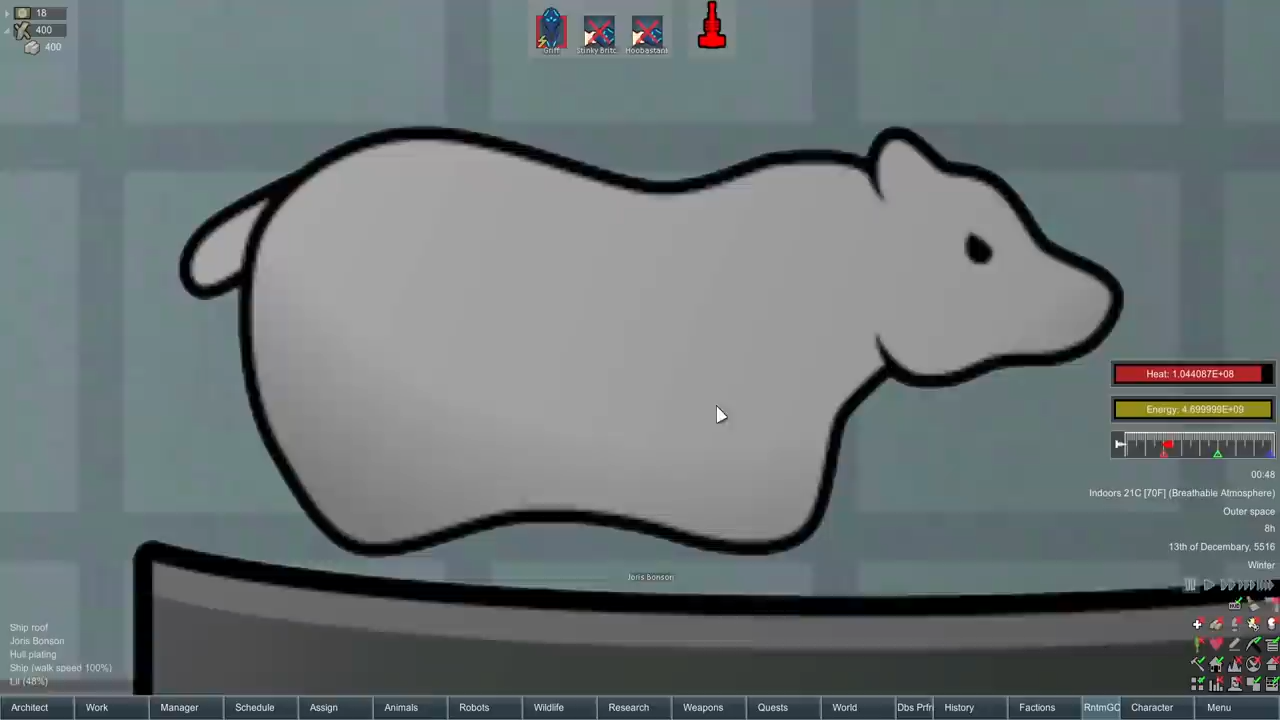 18
400
400
Griff
Stinky Britc
Hoobastank
Heat: 1.044087E+08
Energy: 4.699999E+09
00:48
Indoors 21C [70F] (Breathable Atmosphere)
Outer space
8h
13th of Decembary, 5516
Winter
Joris Bonson
Ship roof
Joris Bonson
Hull plating
Ship (walk speed 100%)
Lit (48%)
Architect
Work
Manager
Schedule
Assign
Animals
Robots
Wildlife
Research
Weapons
Quests
World
Dbs Prfr
History
Factions
RntmGC
Character
Menu